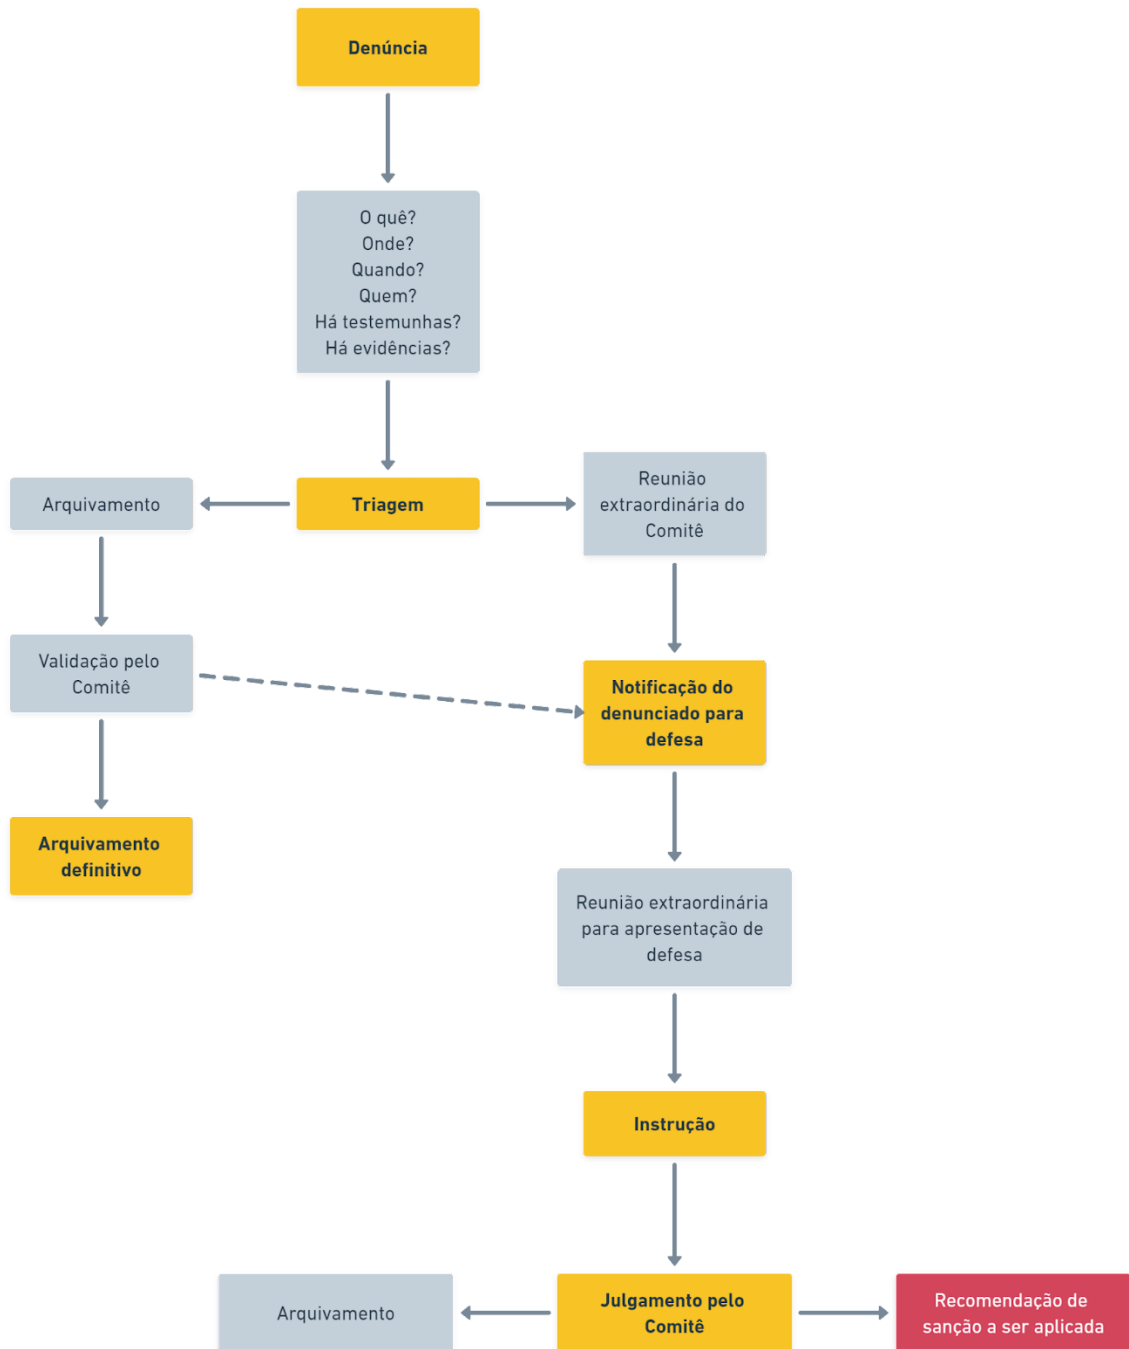 Denúncia
O quê?
Onde?
Quando?
Quem?
Há testemunhas?
Há evidências?
Arquivamento
Triagem
Reunião
extraordinária do
Comitê
Validação pelo
Comitê
Notificação do
denunciado para
defesa
Arquivamento
definitivo
Reunião extraordinária
para apresentação de
defesa
Instrução
Arquivamento
Julgamento pelo
Comitê
Recomendação de
sanção a ser aplicada